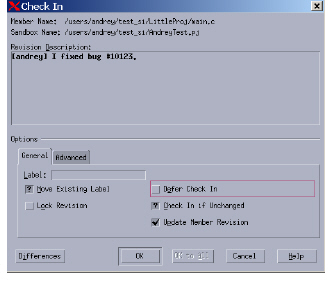 Check In
Member Name: /users/andrey/test_si/LittleProj/main.c
Sandbox Name: /users/andrey/test_si/AndreyTest.pj
Revision Description:
[andrey] I fixed bug #10123.
Options
General Advanced
Label:
Move Existing Label Defer Check In
Lock Revision Check In if Unchanged
Update Member Revision
Differences OK OK to all Cancel Help